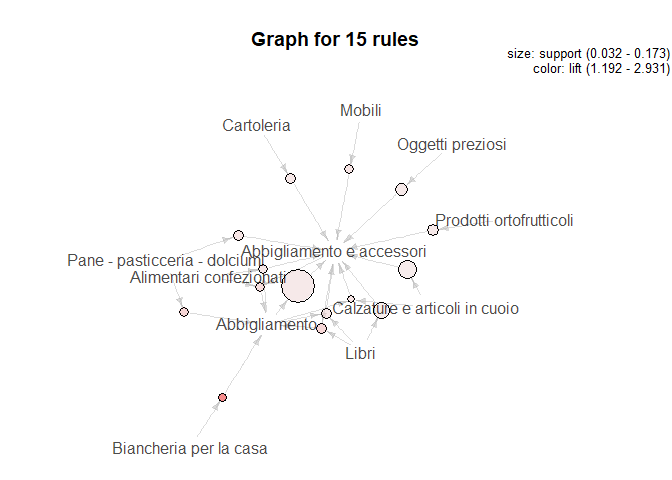 Graph for 15 rules
size: support (0.032 - 0.173)
color: lift (1.192 - 2.931)
Mobili
Cartoleria
Oggetti preziosi
Prodotti ortofrutticoli
Abbigliamento e accessori
Pane - pasticceria - dolciumi
Alimentari confezionati
Calzature e articoli in cuoio
Abbigliamento
Libri
Biancheria per la casa